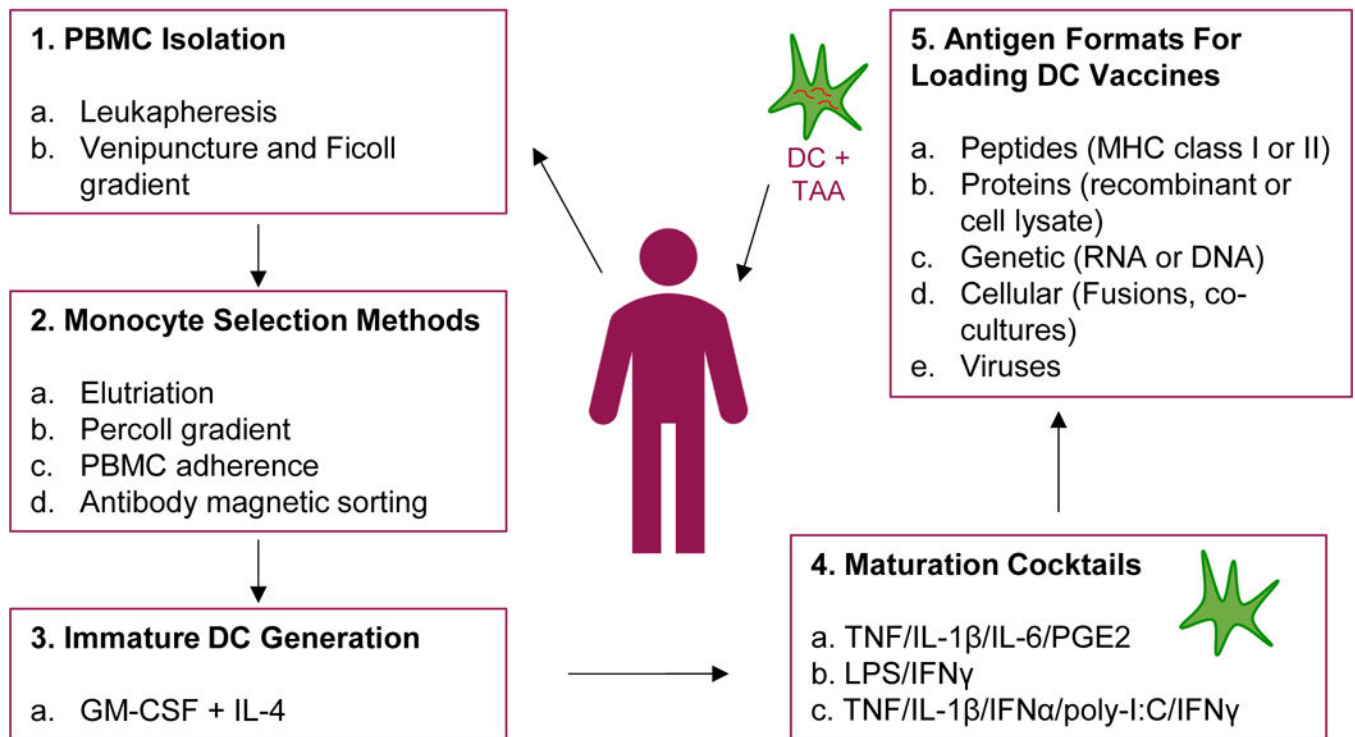 1. PBMC Isolation
a. Leukapheresis
b. Venipuncture and Ficoll
gradient
2. Monocyte Selection Methods
a. Elutriation
b. Percoll gradient
c. PBMC adherence
d. Antibody magnetic sorting
3. Immature DC Generation
a. GM-CSF + IL-4
4. Maturation Cocktails
a. TNF/IL-1β/IL-6/PGE2
b. LPS/IFNγ
c. TNF/IL-1β/IFNα/poly-I:C/IFNγ
5. Antigen Formats For
Loading DC Vaccines
a. Peptides (MHC class I or II)
b. Proteins (recombinant or
cell lysate)
c. Genetic (RNA or DNA)
d. Cellular (Fusions, co-
cultures)
e. Viruses
DC +
TAA